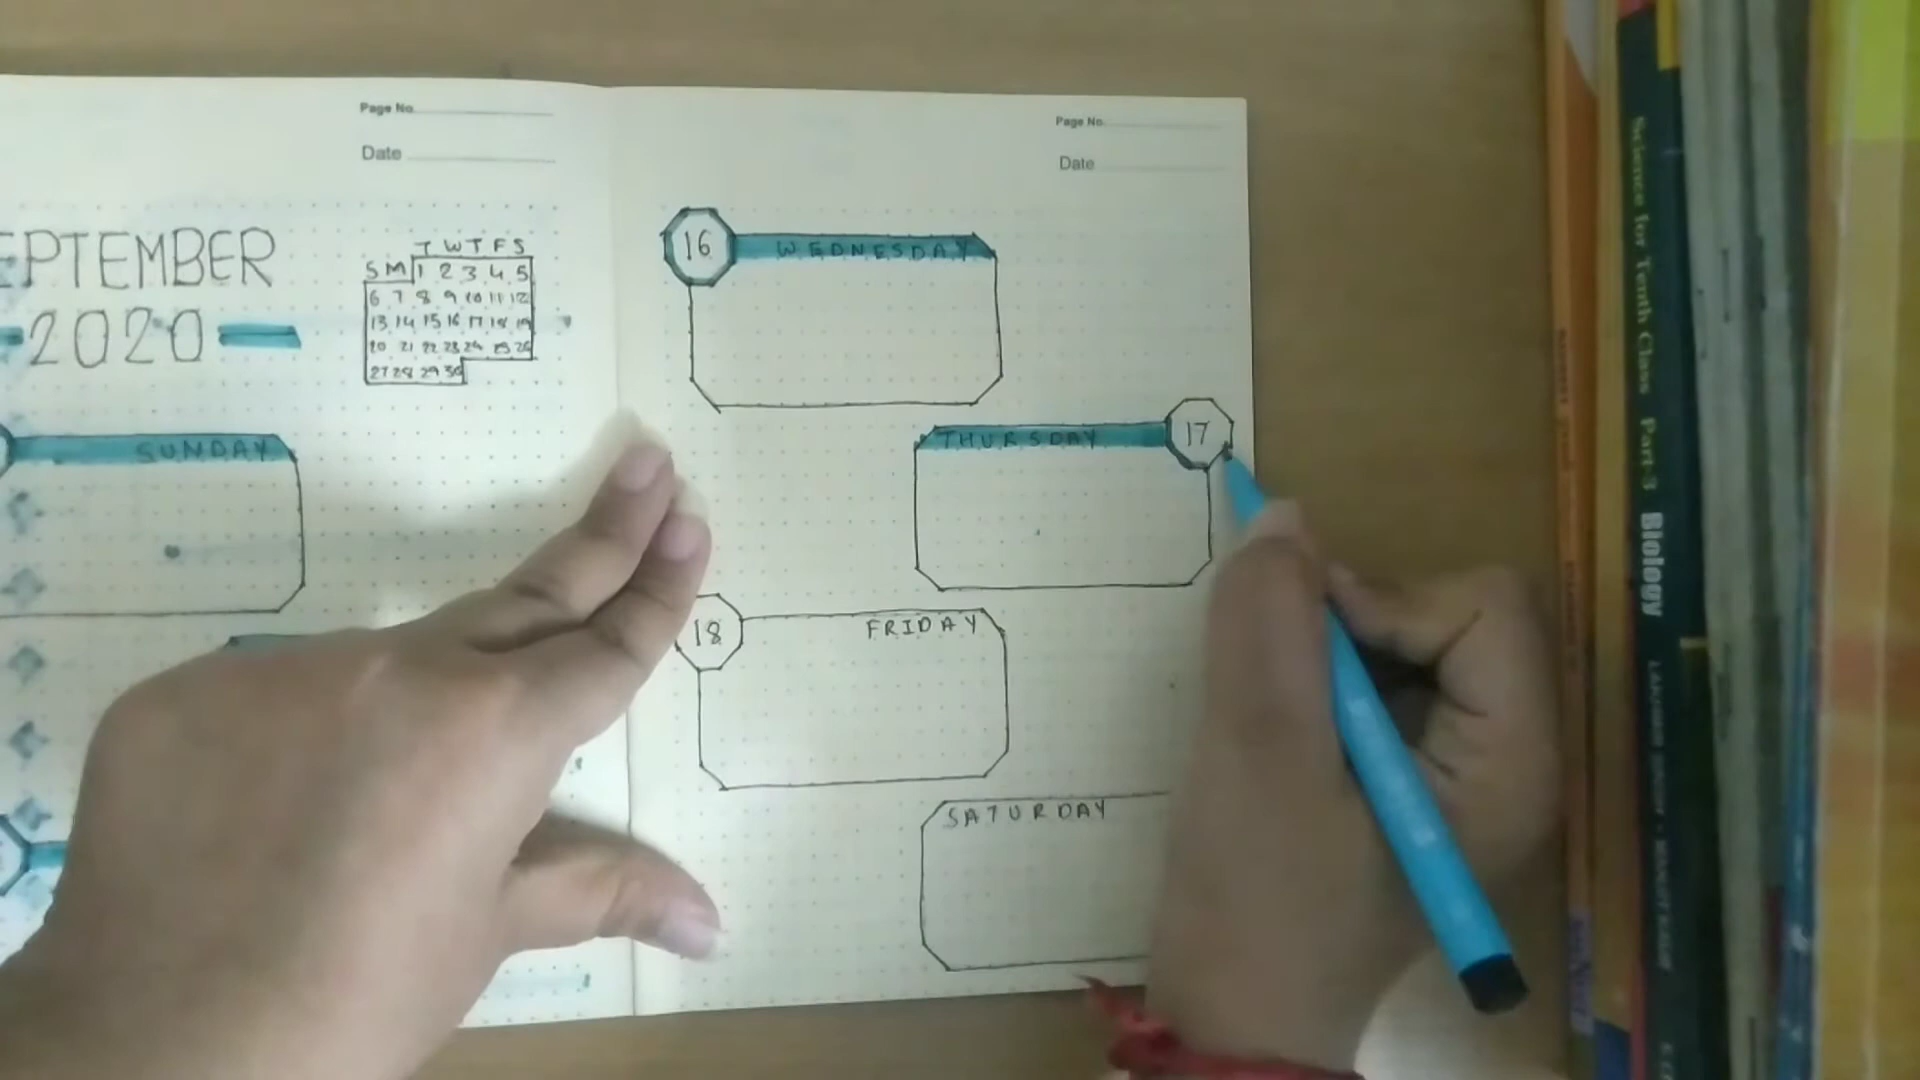 Page No.
Date
EPTEMBER
2020
T W T F S
S M 1 2 3 4 5
6 7 8 9 10 11 12
13 14 15 16 17 18 19
20 21 22 23 24 25 26
27 28 29 30
SUNDAY
Page No.
Date
16 WEDNESDAY
THURSDAY 17
18 FRIDAY
SATURDAY
Science for Tenth Class Part-3 Biology